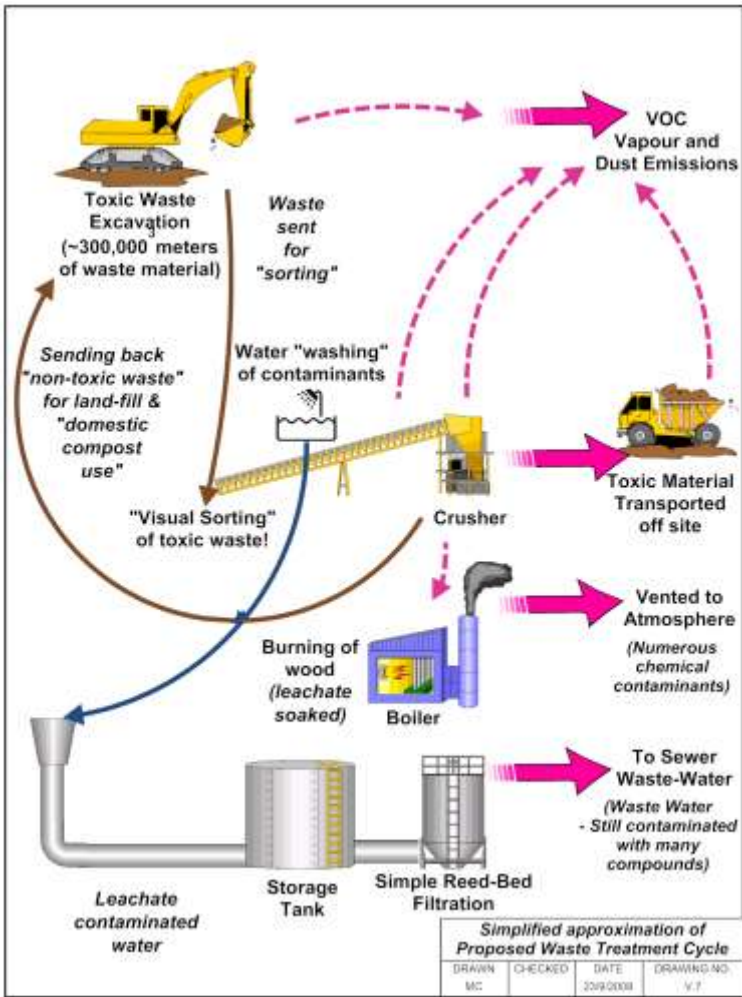 VOC
Vapour and
Dust Emissions
Toxic Waste
Excavation
(~300,000 meters
3
of waste material)
Waste
sent
for
"sorting"
Sending back
"non-toxic waste"
for land-fill &
"domestic
compost
use"
Water "washing"
of contaminants
"Visual Sorting"
of toxic waste!
Crusher
Toxic Material
Transported
off site
Burning of
wood
(leachate
soaked)
Boiler
Vented to
Atmosphere
(Numerous
chemical
contaminants)
To Sewer
Waste-Water
(Waste Water
- Still contaminated
with many
compounds)
Leachate
contaminated
water
Storage
Tank
Simple Reed-Bed
Filtration
Simplified approximation of
Proposed Waste Treatment Cycle
DRAWN CHECKED DATE DRAWING NO.
MC V.7